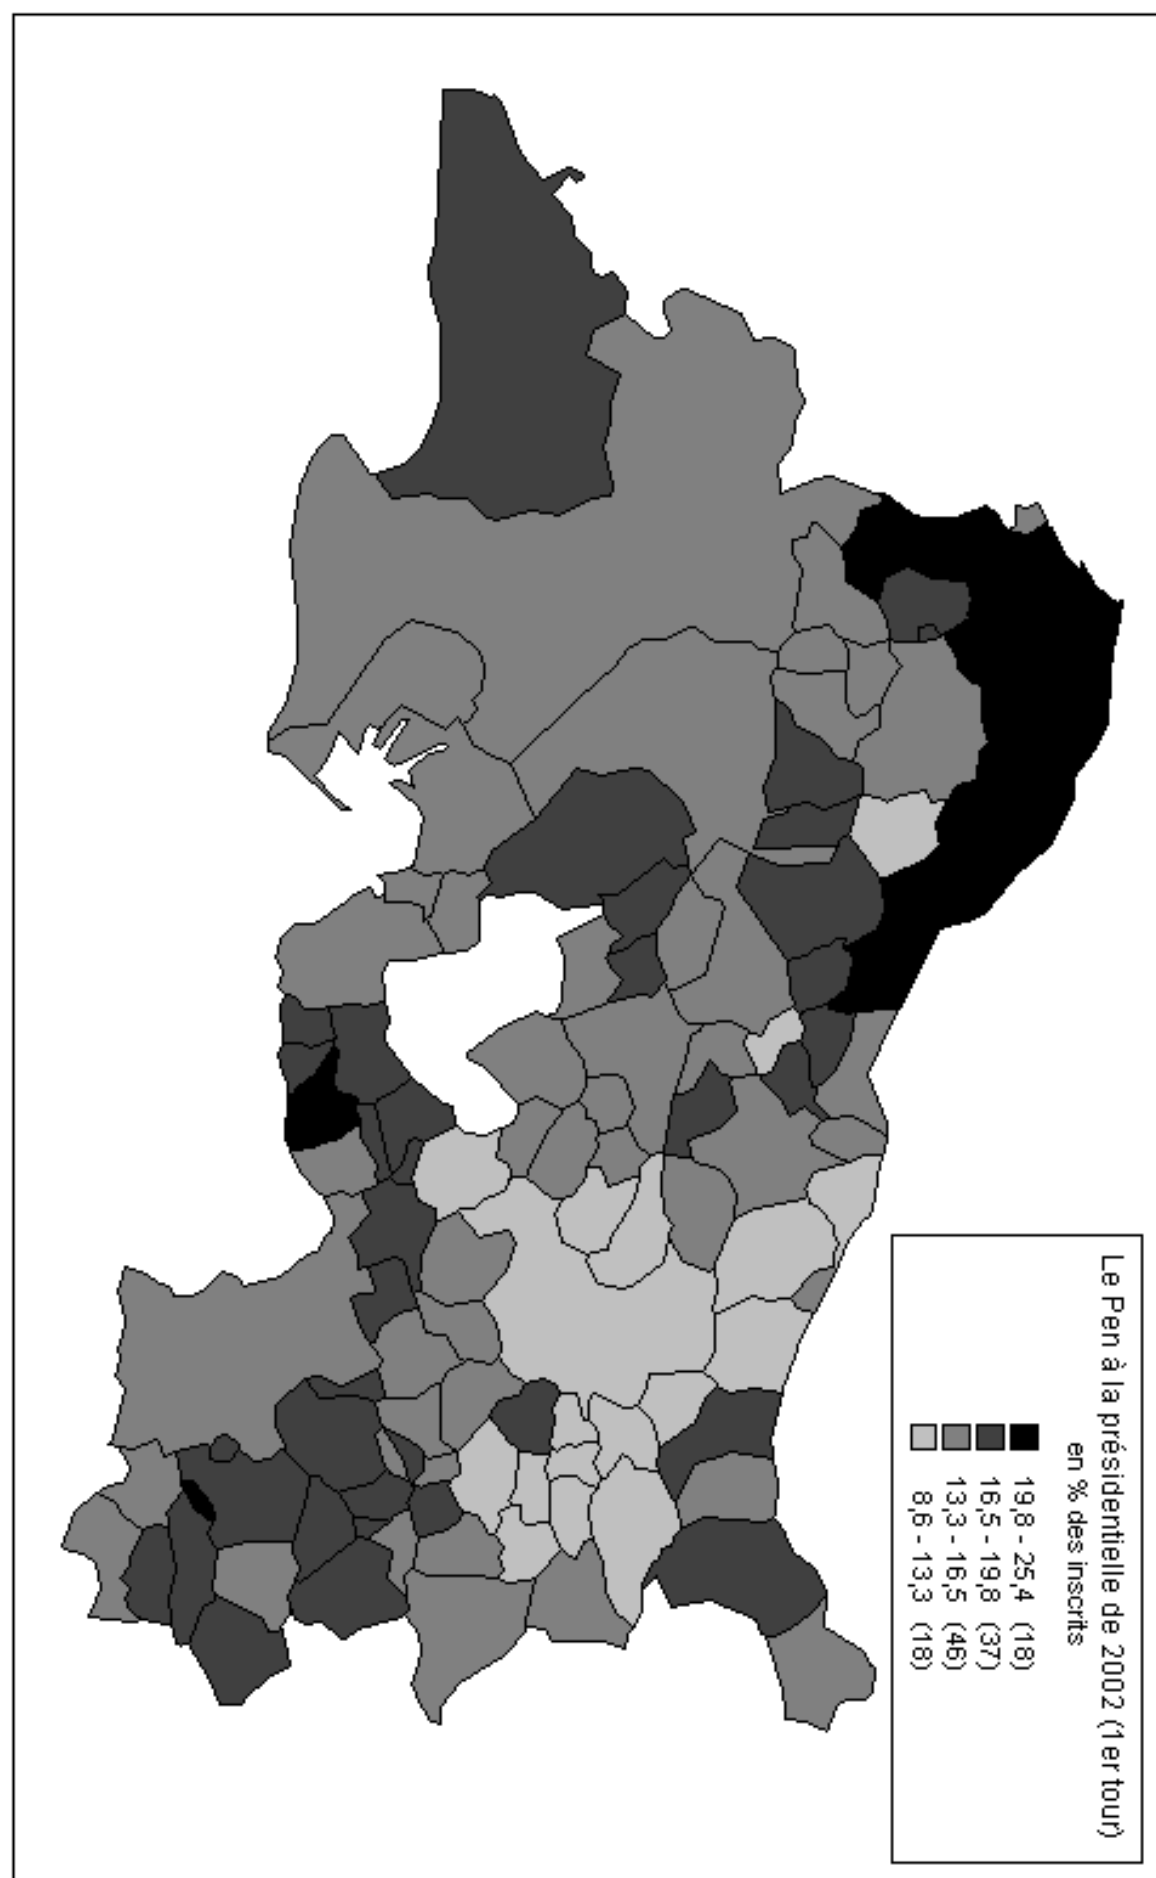 Le Pen à la présidentielle de 2002 (1er tour)
en % des inscrits
19,8 - 25,4 (18)
16,5 - 19,8 (37)
13,3 - 16,5 (46)
8,6 - 13,3 (18)